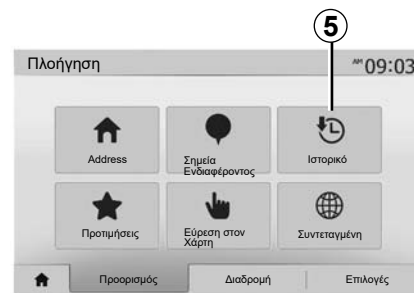 5
Πλοήγηση
AM 09:03
Address
Σημεία
Ενδιαφέροντος
Ιστορικό
Προτιμήσεις
Εύρεση στον
Χάρτη
Συντεταγμένη
Προορισμός
Διαδρομή
Επιλογές